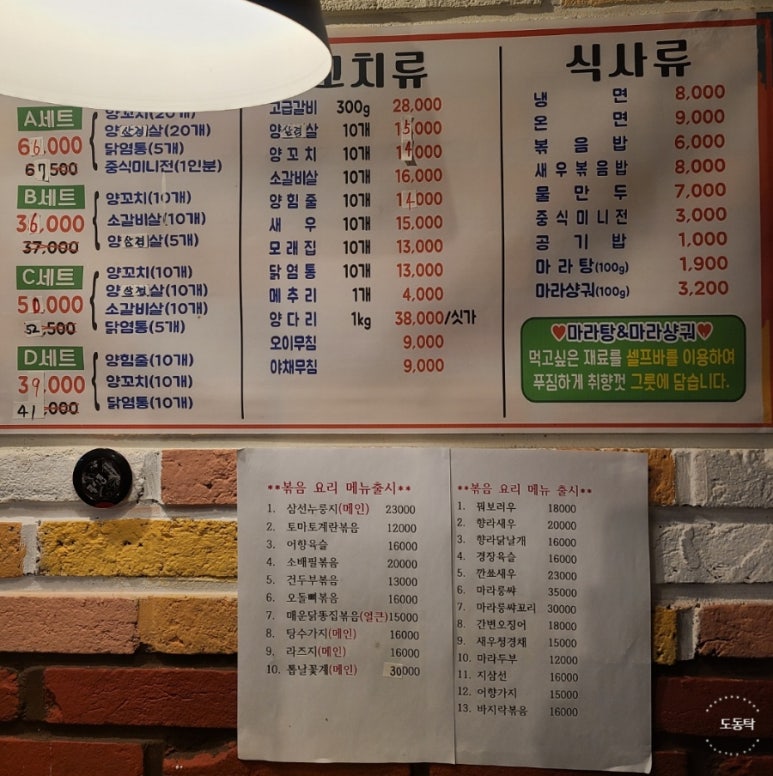 A세트
66,000
67,500
양꼬치(20개)
양살(20개)
닭염통(5개)
중식미니전(1인분)
B세트
36,000
37,000
양꼬치(10개)
소갈비살(10개)
양살(5개)
C세트
50,000
52,500
양꼬치(10개)
양살(10개)
소갈비살(10개)
닭염통(5개)
D세트
39,000
41,000
양힘줄(10개)
양꼬치(10개)
닭염통(10개)
꼬치류
고급갈비 300g 28,000
양살 10개 15,000
양꼬치 10개 14,000
소갈비살 10개 16,000
양힘줄 10개 14,000
새우 10개 15,000
모래집 10개 13,000
닭염통 10개 13,000
메추리 1개 4,000
양다리 1kg 38,000/싯가
오이무침 9,000
야채무침 9,000
식사류
냉면 8,000
온면 9,000
볶음밥 6,000
새우볶음밥 8,000
물만두 7,000
중식미니전 3,000
공기밥 1,000
마라탕(100g) 1,900
마라샹궈(100g) 3,200
♥마라탕&마라샹궈♥
먹고싶은 재료를 셀프바를 이용하여
푸짐하게 취향껏 그릇에 담습니다.
**볶음 요리 메뉴출시**
1. 삼선누룽지(메인) 23000
2. 토마토계란볶음 12000
3. 어향육슬 16000
4. 소배필볶음 20000
5. 건두부볶음 13000
6. 오돌뼈볶음 16000
7. 매운닭똥집볶음(얼큰)15000
8. 탕수가지(메인) 16000
9. 라즈지(메인) 16000
10. 톱날꽃게(메인) 30000
**볶음 요리 메뉴 출시**
1. 꿔보러우 18000
2. 향라새우 20000
3. 향라닭날개 16000
4. 경장육슬 16000
5. 깐쑈새우 23000
6. 마라룽쌰 35000
7. 마라룽쌰꼬리 30000
8. 간변오징어 18000
9. 새우청경채 15000
10. 마라두부 12000
11. 지삼선 16000
12. 어향가지 15000
13. 바지락볶음 16000
도동탁